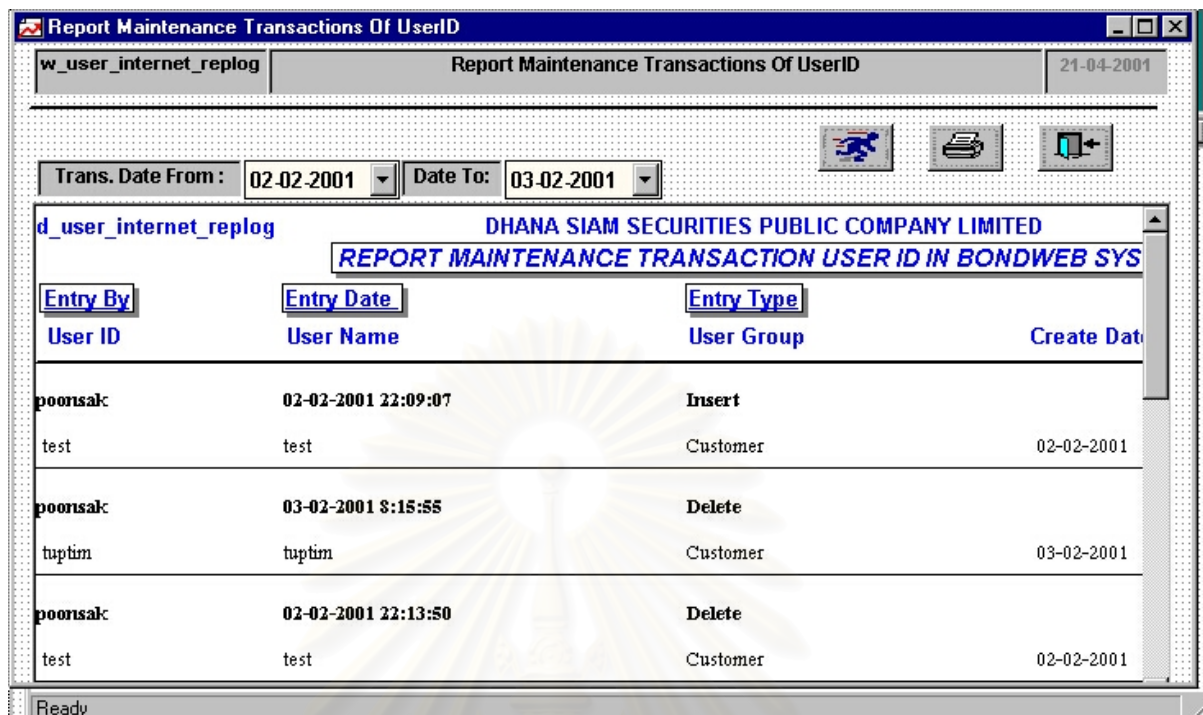 Report Maintenance Transactions Of UserID
w_user_internet_replog Report Maintenance Transactions Of UserID 21-04-2001
Trans. Date From : 02-02-2001 Date To: 03-02-2001
d_user_internet_replog DHANA SIAM SECURITIES PUBLIC COMPANY LIMITED
REPORT MAINTENANCE TRANSACTION USER ID IN BONDWEB SYS
Entry By Entry Date Entry Type
User ID User Name User Group Create Dat
poonsak 02-02-2001 22:09:07 Insert
test test Customer 02-02-2001
poonsak 03-02-2001 8:15:55 Delete
tuptim tuptim Customer 03-02-2001
poonsak 02-02-2001 22:13:50 Delete
test test Customer 02-02-2001
Ready